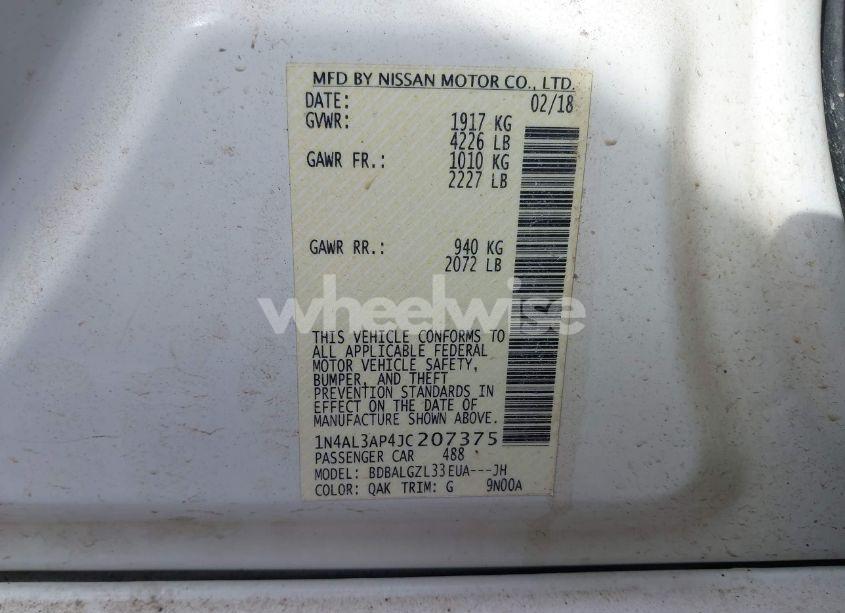 MFD BY NISSAN MOTOR CO., LTD.
DATE: 02/18
GVWR: 1917 KG
4226 LB
GAWR FR.: 1010 KG
2227 LB
GAWR RR.: 940 KG
2072 LB
wheelwise
THIS VEHICLE CONFORMS TO
ALL APPLICABLE FEDERAL
MOTOR VEHICLE SAFETY,
BUMPER, AND THEFT
PREVENTION STANDARDS IN
EFFECT ON THE DATE OF
MANUFACTURE SHOWN ABOVE.
1N4AL3AP4JC207375
PASSENGER CAR 488
MODEL: BDBALGZL33EUA---JH
COLOR: QAK TRIM: G 9N00A